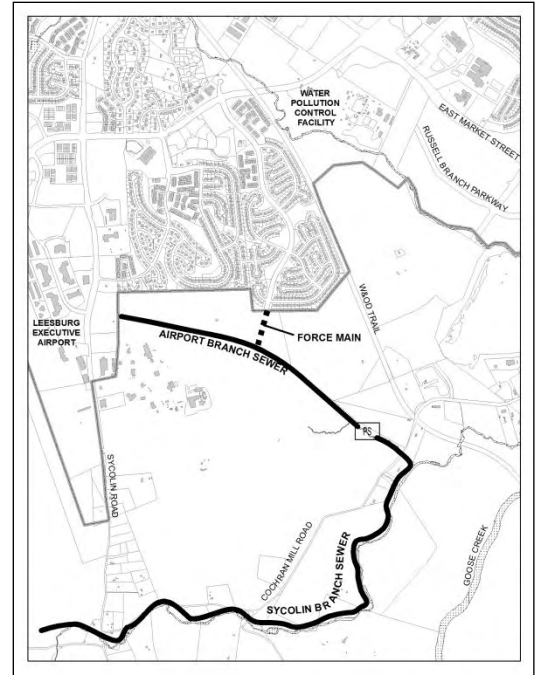 WATER
POLLUTION
CONTROL
FACILITY
EAST MARKET STREET
RUSSELL BRANCH PARKWAY
W&OD TRAIL
LEESBURG
EXECUTIVE
AIRPORT
FORCE MAIN
AIRPORT BRANCH SEWER
PS
SYCOLIN ROAD
COCHRAN MILL ROAD
SYCOLIN BRANCH SEWER
GOOSE CREEK